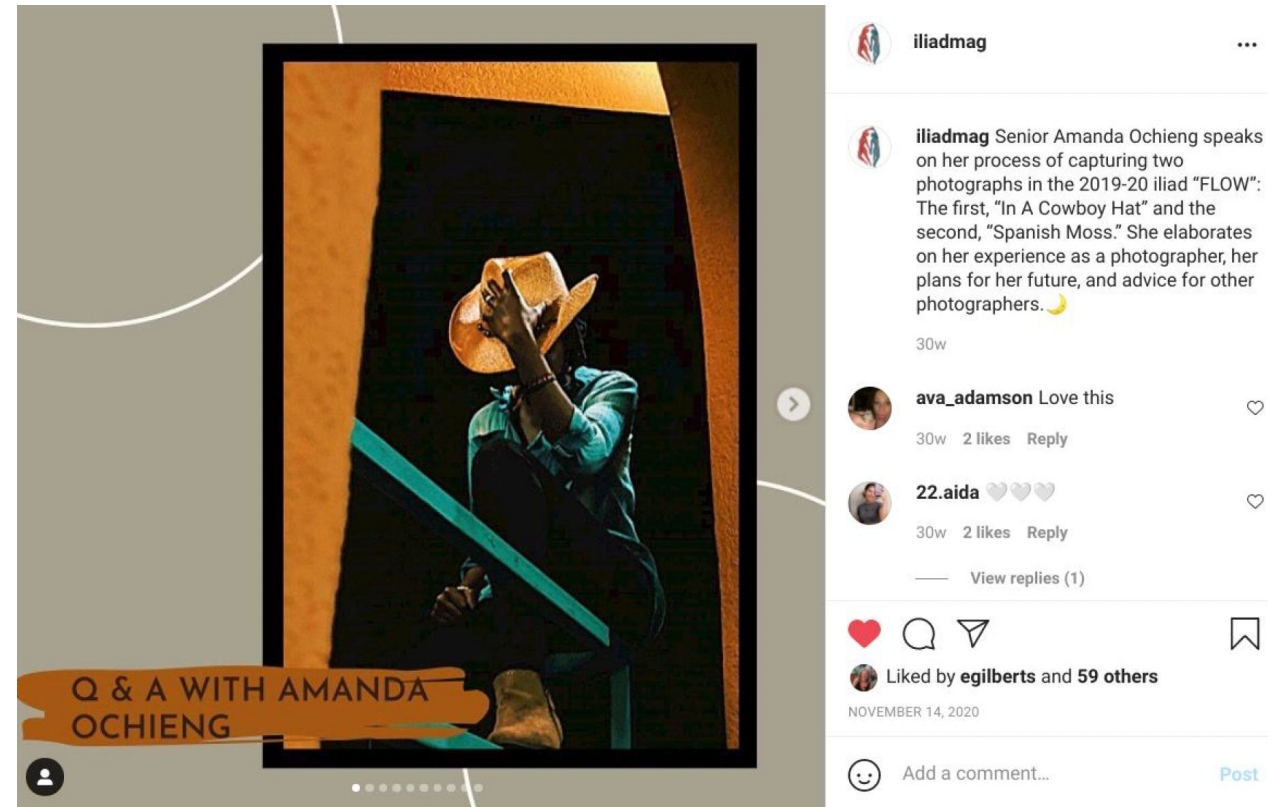 Q & A WITH AMANDA
OCHIENG
iliadmag
iliadmag Senior Amanda Ochieng speaks
on her process of capturing two
photographs in the 2019-20 iliad “FLOW”:
The first, “In A Cowboy Hat” and the
second, “Spanish Moss.” She elaborates
on her experience as a photographer, her
plans for her future, and advice for other
photographers.🌙
30w
ava_adamson Love this
30w 2 likes Reply
22.aida 🤍🤍🤍
30w 2 likes Reply
View replies (1)
Liked by egilberts and 59 others
NOVEMBER 14, 2020
Add a comment...
Post